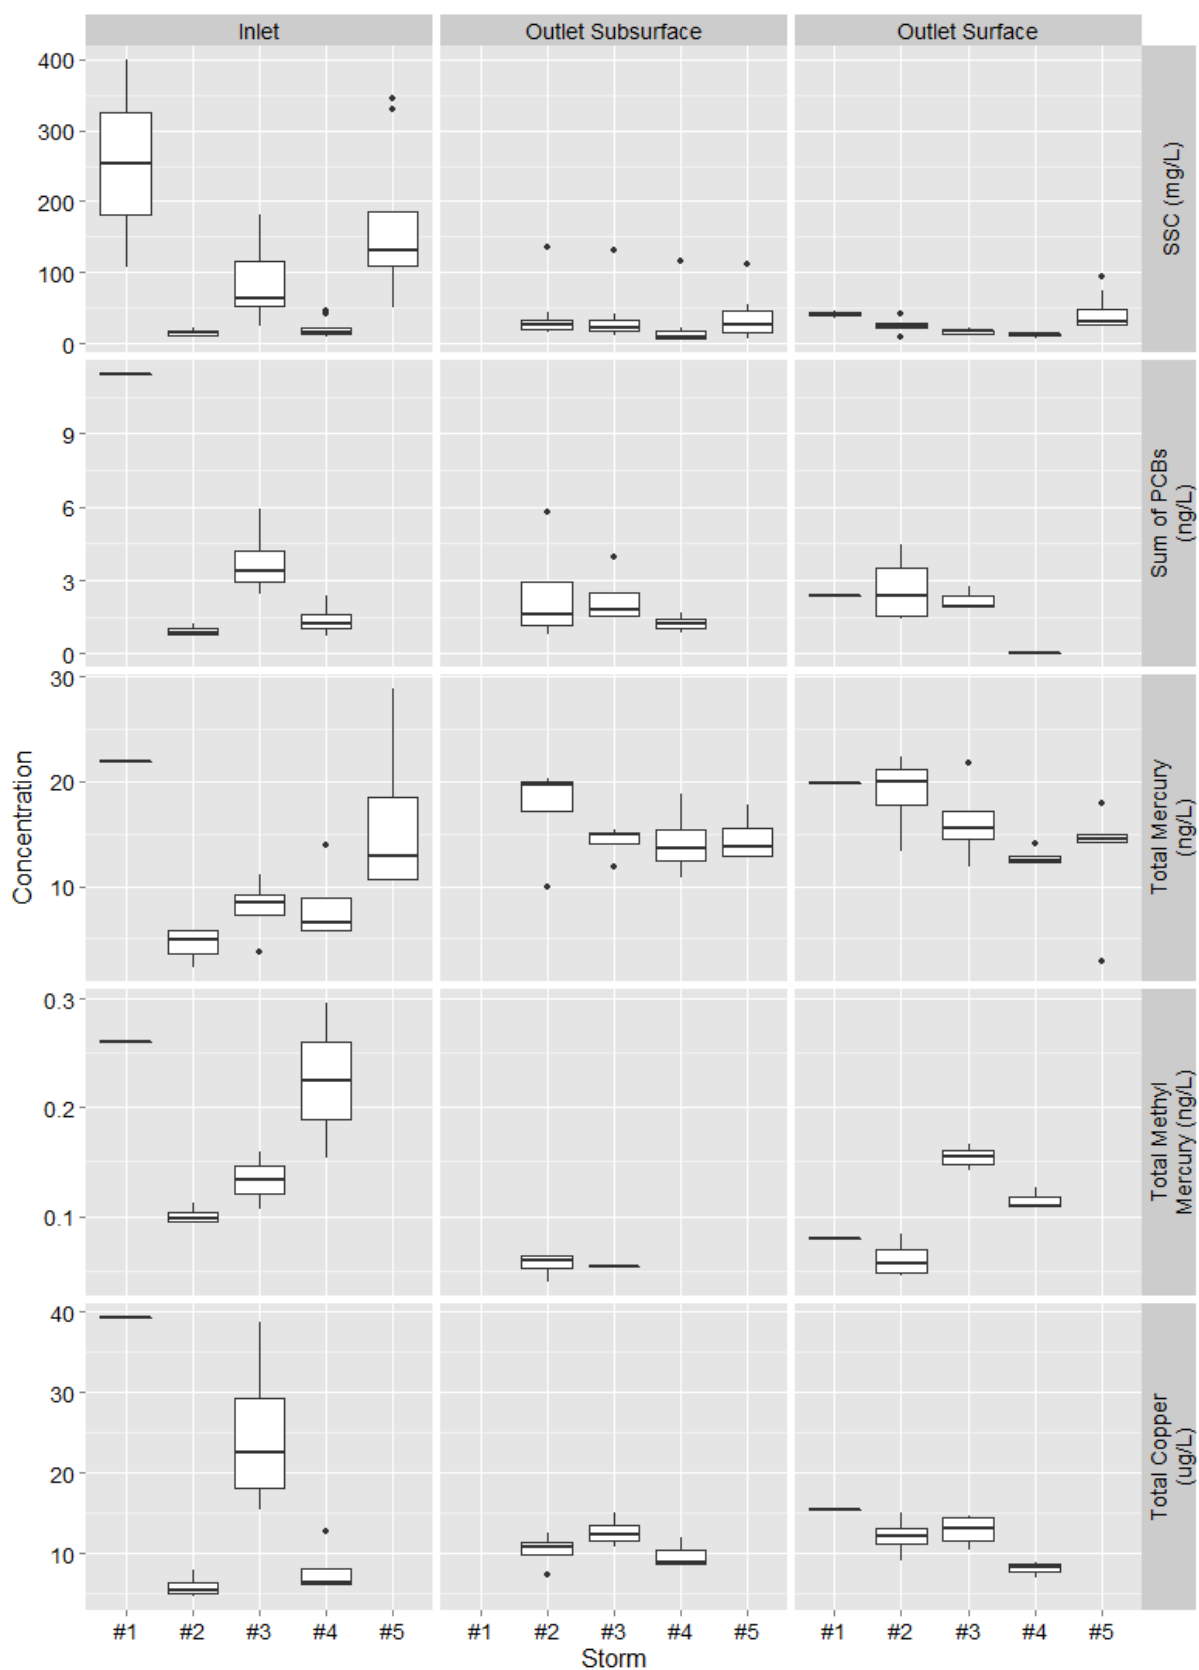 Inlet
Outlet Subsurface
Outlet Surface
400
300
200
100
0
SSC (mg/L)
9
6
3
0
Sum of PCBs
(ng/L)
30
20
10
Total Mercury
(ng/L)
0.3
0.2
0.1
Total Methyl
Mercury (ng/L)
40
30
20
10
Total Copper
(ug/L)
Concentration
#1 #2 #3 #4 #5
#1 #2 #3 #4 #5
#1 #2 #3 #4 #5
Storm